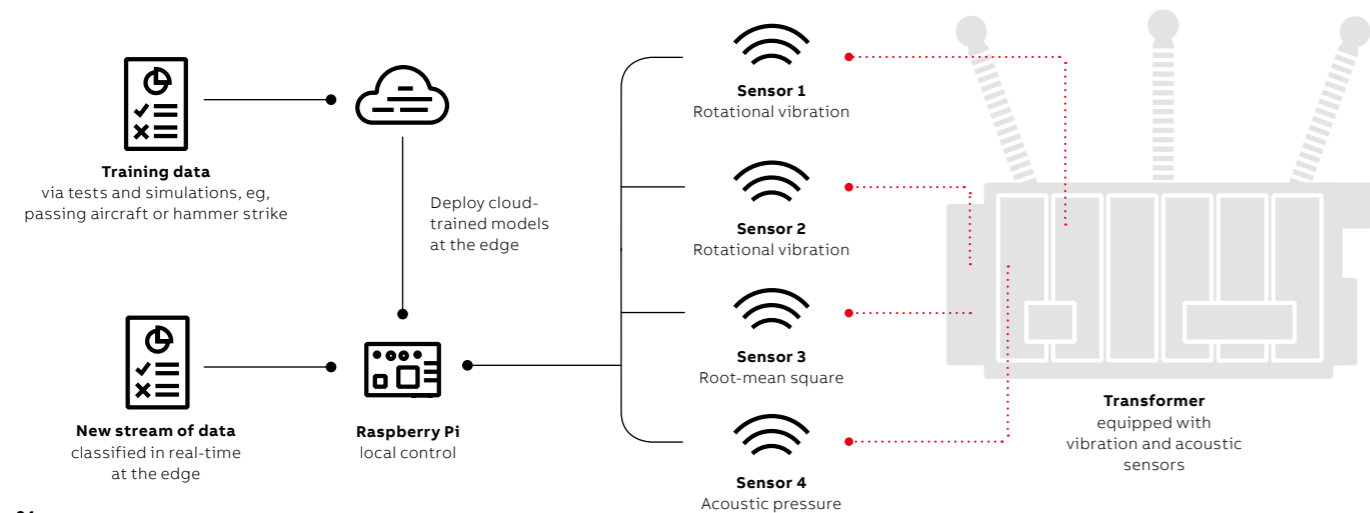 Training data
via tests and simulations, eg,
passing aircraft or hammer strike
Deploy cloud-
trained models
at the edge
New stream of data
classified in real-time
at the edge
Raspberry Pi
local control
Sensor 1
Rotational vibration
Sensor 2
Rotational vibration
Sensor 3
Root-mean square
Sensor 4
Acoustic pressure
Transformer
equipped with
vibration and acoustic
sensors